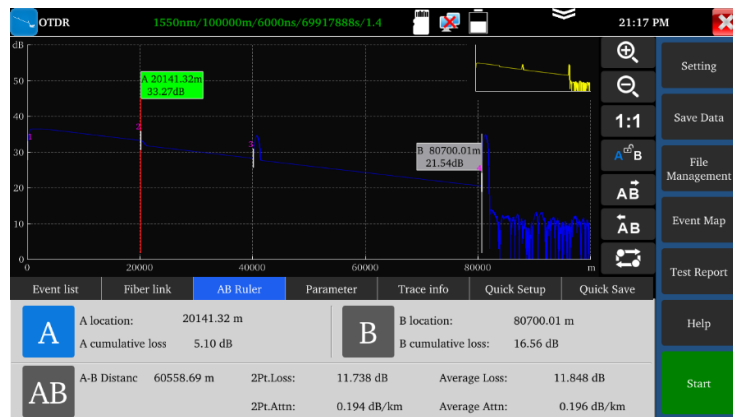 OTDR 1550nm/100000m/6000ns/69917888s/1.4 21:17 PM
dB
50
40
30
20
10
0
0 20000 40000 60000 80000 m
A 20141.32m
33.27dB
B 80700.01m
21.54dB
1
2
3
4
1:1
A B
AB
AB
Setting
Save Data
File
Management
Event Map
Test Report
Help
Start
Event list Fiber link AB Ruler Parameter Trace info Quick Setup Quick Save
A
A location: 20141.32 m
A cumulative loss 5.10 dB
B
B location: 80700.01 m
B cumulative loss: 16.56 dB
AB
A-B Distanc 60558.69 m 2Pt.Loss: 11.738 dB Average Loss: 11.848 dB
2Pt.Attn: 0.194 dB/km Average Attn: 0.196 dB/km